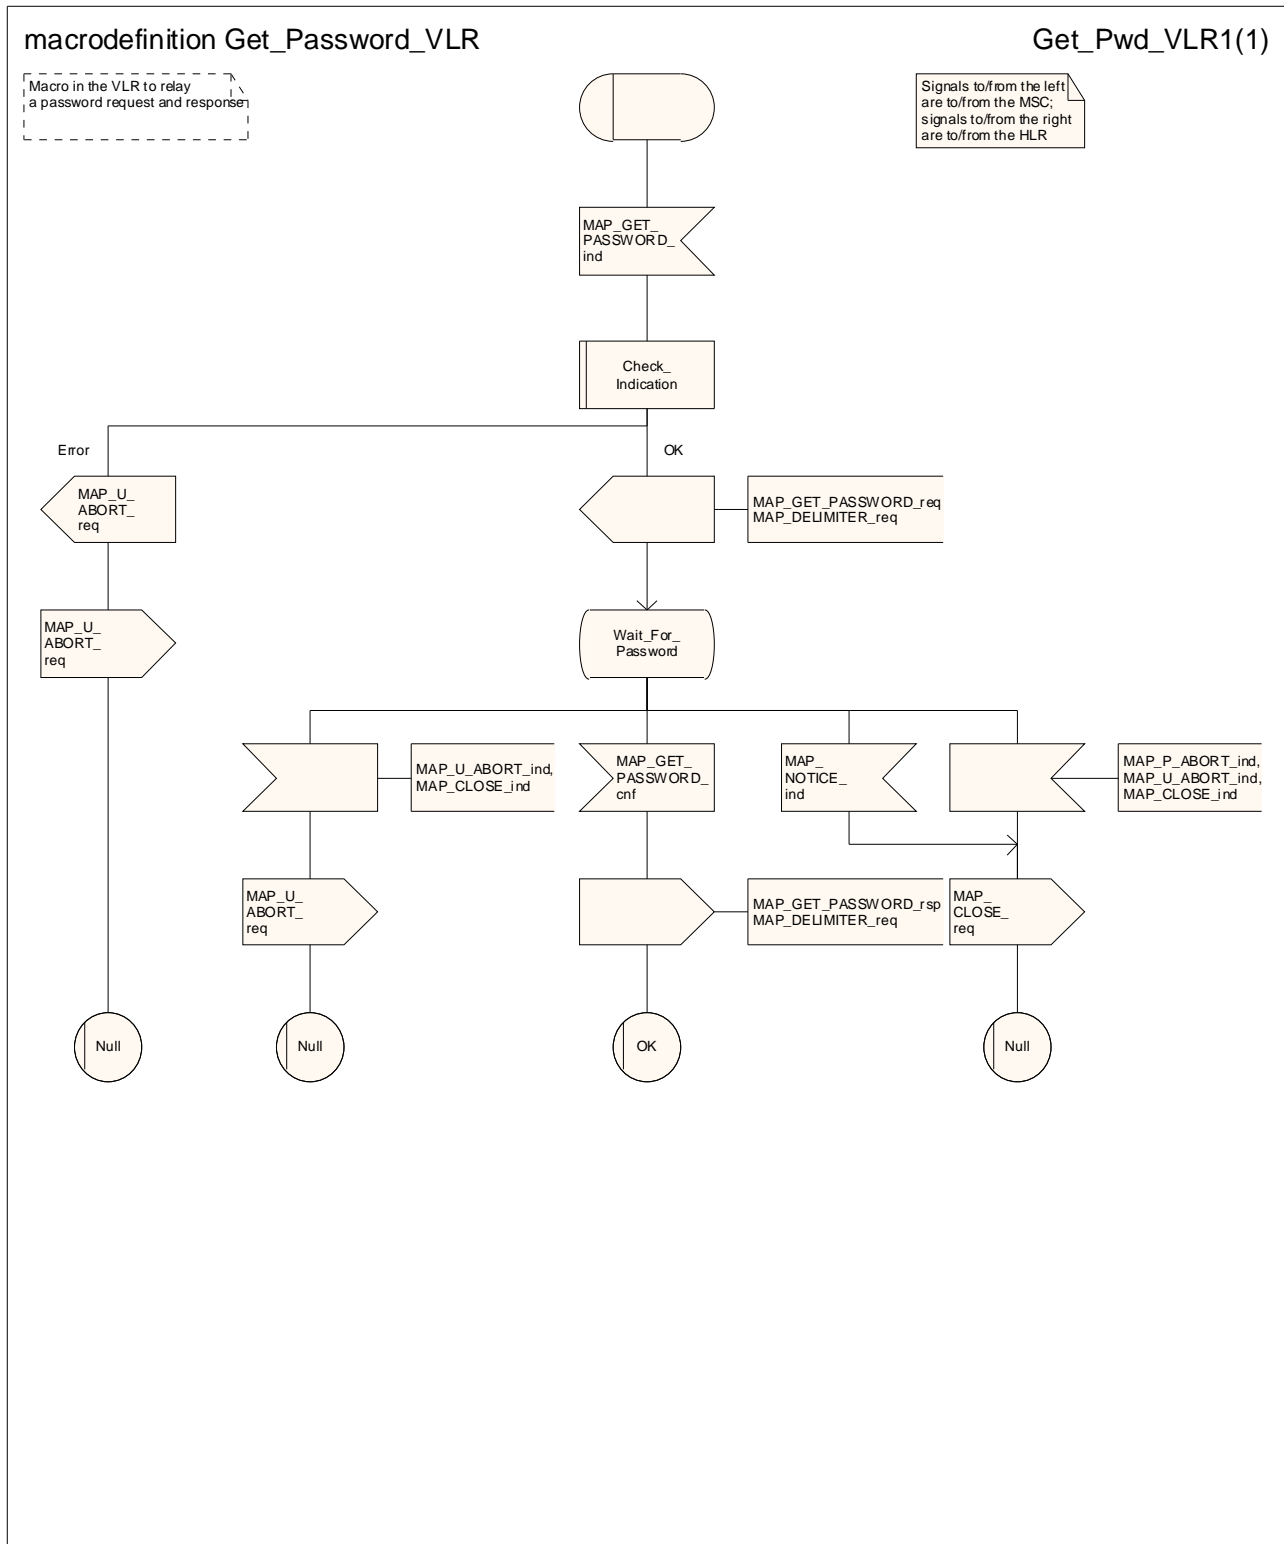 macrodefinition Get_Password_VLR
Get_Pwd_VLR1(1)
Macro in the VLR to relay
a password request and response
Signals to/from the left
are to/from the MSC;
signals to/from the right
are to/from the HLR
MAP_GET_
PASSWORD_
ind
Check_
Indication
Error
OK
MAP_U_
ABORT_
req
MAP_GET_PASSWORD_req
MAP_DELIMITER_req
MAP_U_
ABORT_
req
Wait_For_
Password
MAP_U_ABORT_ind,
MAP_CLOSE_ind
MAP_GET_
PASSWORD_
cnf
MAP_
NOTICE_
ind
MAP_P_ABORT_ind,
MAP_U_ABORT_ind,
MAP_CLOSE_ind
MAP_U_
ABORT_
req
MAP_GET_PASSWORD_rsp
MAP_DELIMITER_req
MAP_
CLOSE_
req
Null
Null
OK
Null